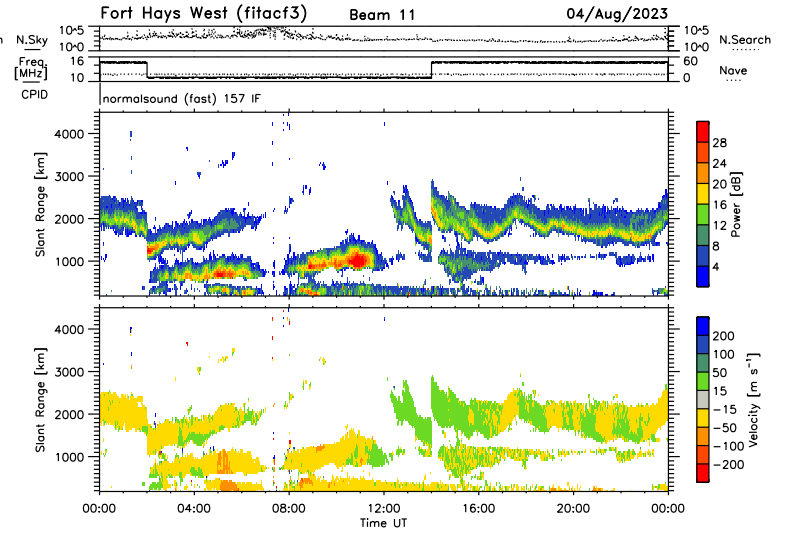 Fort Hays West (fitacf3) Beam 11 04/Aug/2023
N.Sky 10^5 10^0 10^5 10^0 N.Search
Freq. [MHz] 16 10 60 0 Nave
CPID normalsound (fast) 157 IF
Slant Range [km] 4000 3000 2000 1000
28 24 20 16 12 8 4 Power [dB]
Slant Range [km] 4000 3000 2000 1000
200 100 50 15 −15 −50 −100 −200 Velocity [m s⁻¹]
00:00 04:00 08:00 12:00 16:00 20:00 00:00
Time UT